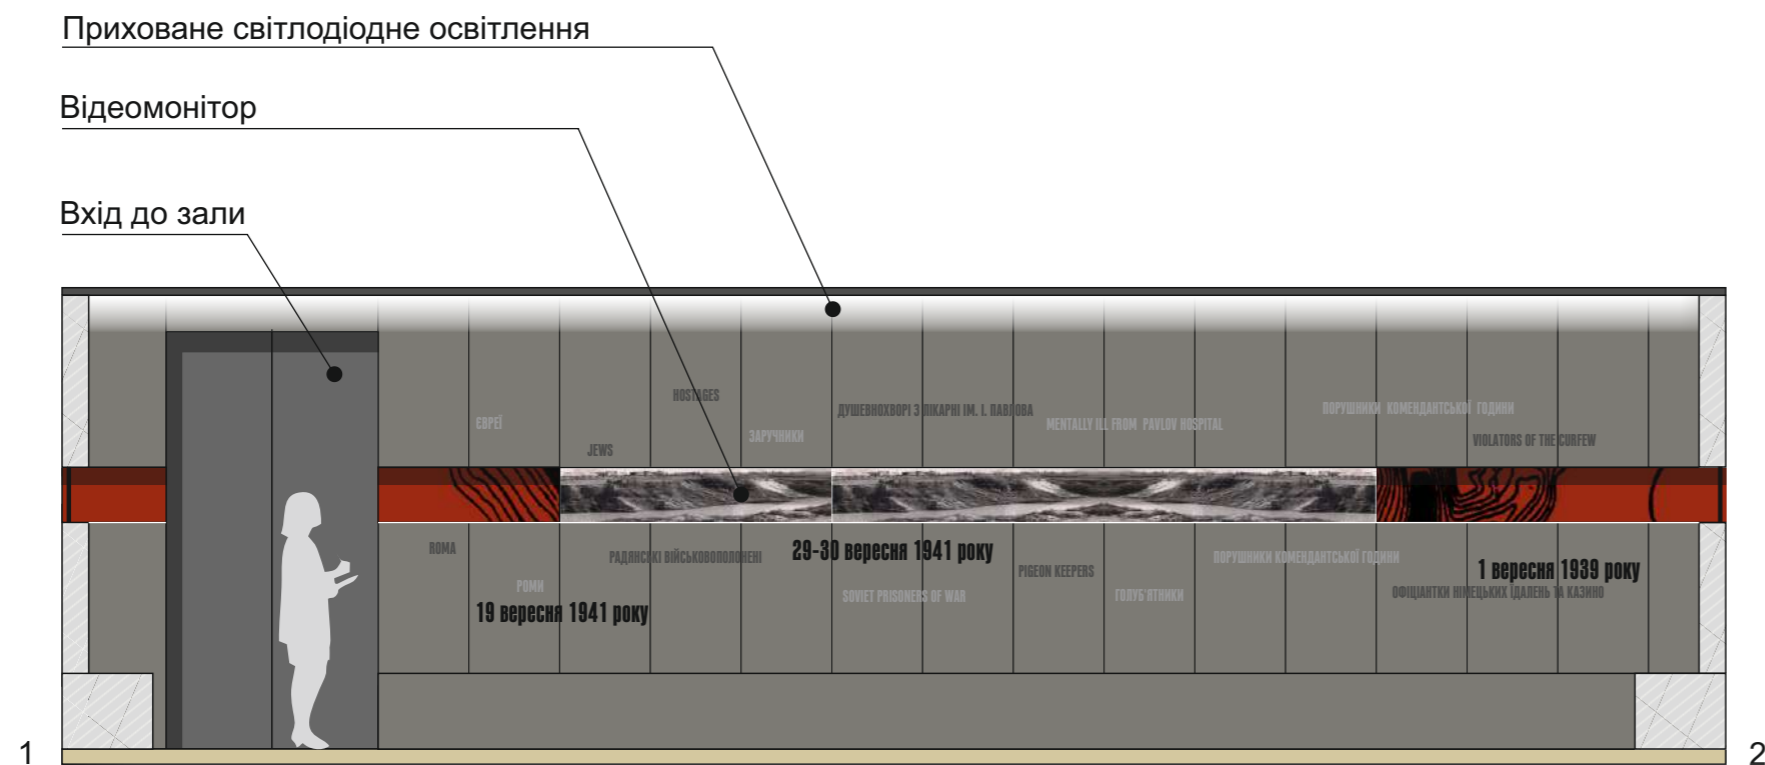 Приховане світлодіодне освітлення
Відеомонітор
Вхід до зали
HOSTAGES
ДУШЕВНОХВОРІ З ЛІКАРНІ ІМ. І. ПАВЛОВА
ПОРУШНИКИ КОМЕНДАНТСЬКОЇ ГОДИНИ
ЄВРЕЇ
MENTALLY ILL FROM PAVLOV HOSPITAL
ЗАРУЧНИКИ
VIOLATORS OF THE CURFEW
JEWS
ROMA
РАДЯНСЬКІ ВІЙСЬКОВОПОЛОНЕНІ
29-30 вересня 1941 року
ПОРУШНИКИ КОМЕНДАНТСЬКОЇ ГОДИНИ
PIGEON KEEPERS
1 вересня 1939 року
РОМИ
SOVIET PRISONERS OF WAR
ГОЛУБ'ЯТНИКИ
ОФІЦІАНТКИ НІМЕЦЬКИХ ЇДАЛЕНЬ ТА КАЗИНО
19 вересня 1941 року
1
2